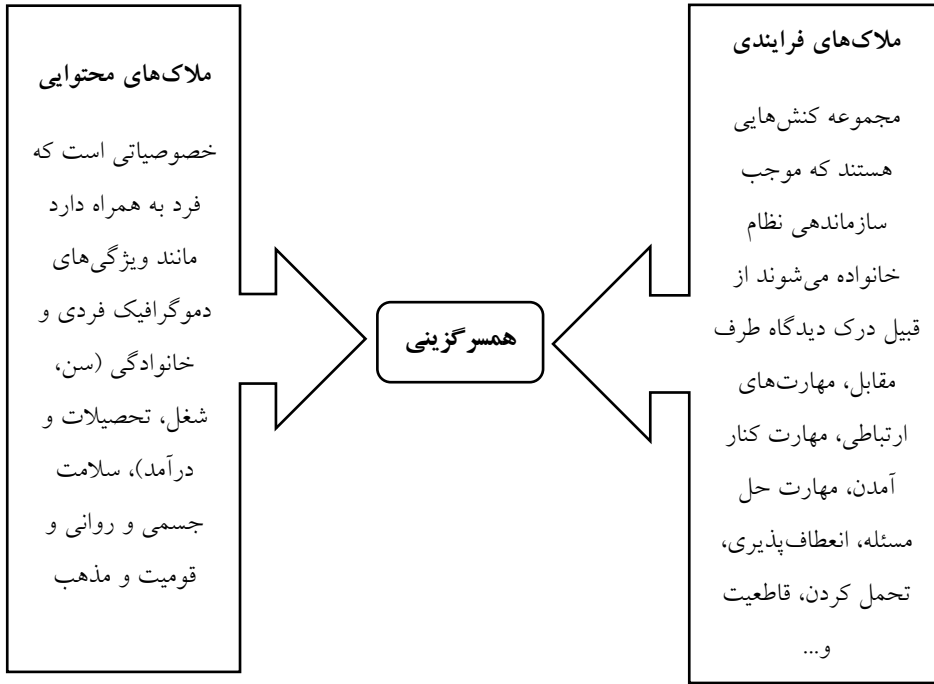 ملاک‌های فرایندی
مجموعه کنش‌هایی
هستند که موجب
سازماندهی نظام
خانواده می‌شوند از
قبیل درک دیدگاه طرف
مقابل، مهارت‌های
ارتباطی، مهارت کنار
آمدن، مهارت حل
مسئله، انعطاف‌پذیری،
تحمل کردن، قاطعیت
و...
همسرگزینی
ملاک‌های محتوایی
خصوصیاتی است که
فرد به همراه دارد
مانند ویژگی‌های
دموگرافیک فردی و
خانوادگی (سن،
شغل، تحصیلات و
درآمد)، سلامت
جسمی و روانی و
قومیت و مذهب